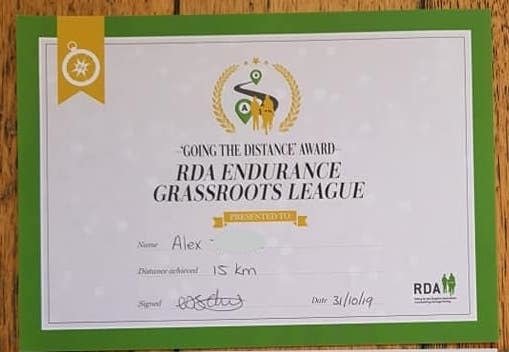 A
'GOING THE DISTANCE' AWARD
RDA ENDURANCE
GRASSROOTS LEAGUE
PRESENTED TO
Name Alex
Distance achieved 15 km
Signed
Date 31/10/19
RDA